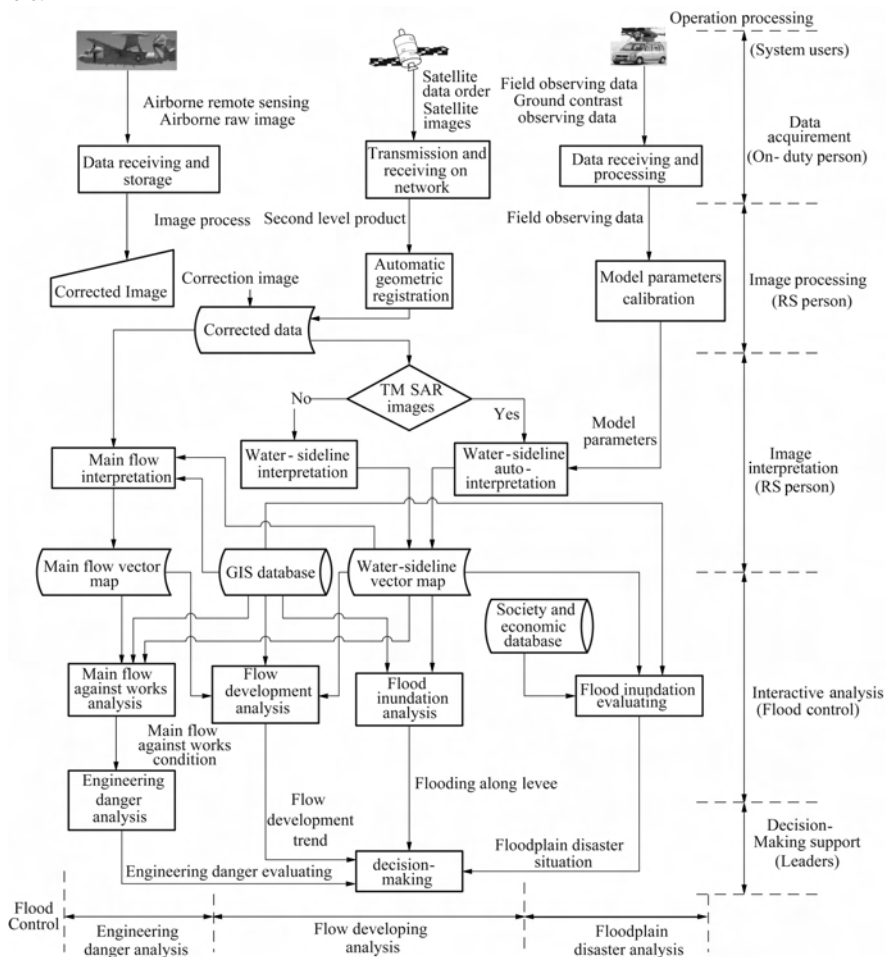 Operation processing
(System users)
Satellite
data order
Satellite
images
Field observing data
Ground contrast
observing data
Airborne remote sensing
Airborne raw image
Data
acquirement
(On- duty person)
Data receiving and
storage
Transmission and
receiving on
network
Data receiving and
processing
Image process
Second level product
Field observing data
Corrected Image
Correction image
Automatic
geometric
registration
Model parameters
calibration
Image processing
(RS person)
Corrected data
TM SAR
images
No
Yes
Model
parameters
Main flow
interpretation
Water - sideline
interpretation
Water - sideline
auto-
interpretation
Image
interpretation
(RS person)
Main flow vector
map
GIS database
Water-sideline
vector map
Society and
economic
database
Main flow
against works
analysis
Flow
development
analysis
Flood
inundation
analysis
Flood inundation
evaluating
Interactive analysis
(Flood control)
Main flow
against works
condition
Engineering
danger
analysis
Flow
development
trend
Flooding along levee
Floodplain disaster
situation
Decision-
Making support
(Leaders)
Engineering danger evaluating
decision-
making
Flood
Control
Engineering
danger analysis
Flow developing
analysis
Floodplain
disaster analysis